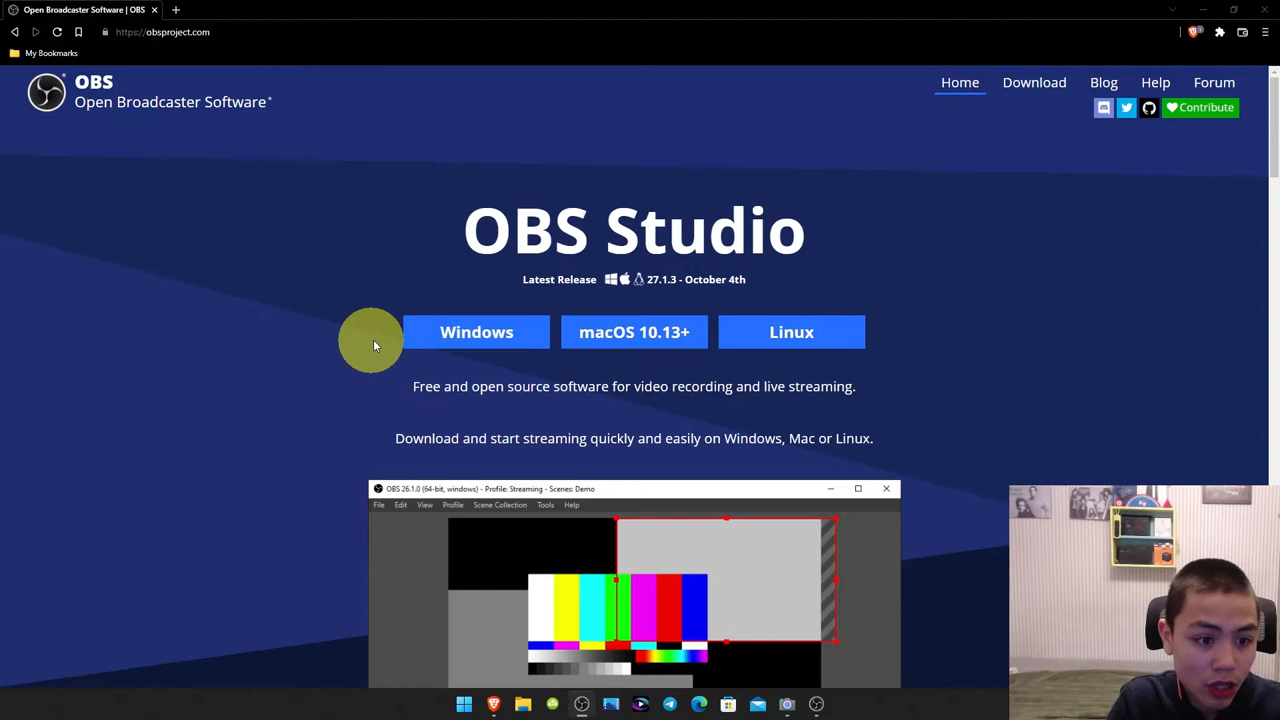 Open Broadcaster Software | OBS
https://obsproject.com
My Bookmarks
OBS
Open Broadcaster Software
Home Download Blog Help Forum
Contribute
OBS Studio
Latest Release 27.1.3 - October 4th
Windows macOS 10.13+ Linux
Free and open source software for video recording and live streaming.
Download and start streaming quickly and easily on Windows, Mac or Linux.
OBS 26.1.0 (64-bit, windows) - Profile: Streaming - Scenes: Demo
File Edit View Profile Scene Collection Tools Help